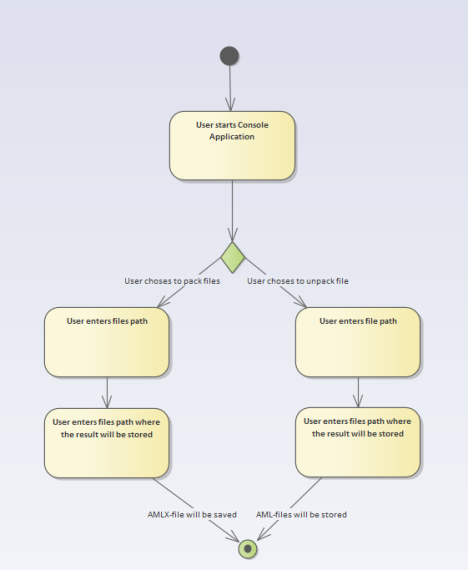 User starts Console
Application
User choses to pack files
User choses to unpack file
User enters files path
User enters file path
User enters files path where
the result will be stored
User enters files path where
the result will be stored
AMLX-file will be saved
AML-files will be stored